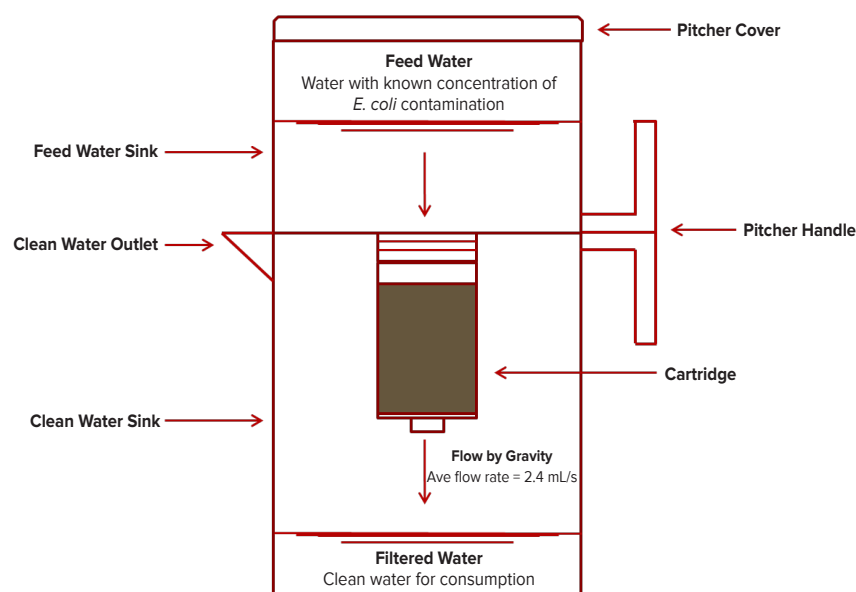 Pitcher Cover
Feed Water
Water with known concentration of
E. coli contamination
Feed Water Sink
Clean Water Outlet
Pitcher Handle
Cartridge
Clean Water Sink
Flow by Gravity
Ave flow rate = 2.4 mL/s
Filtered Water
Clean water for consumption